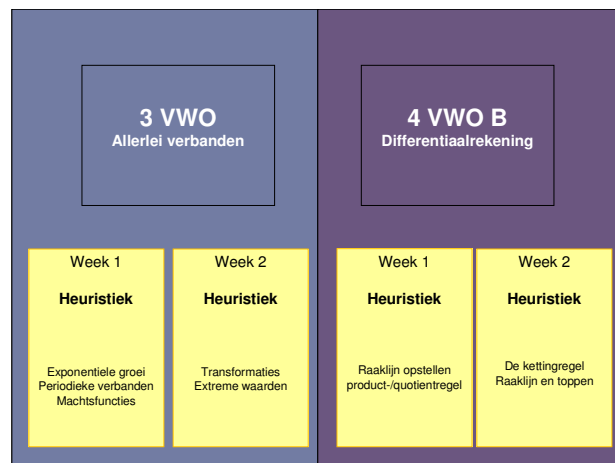 3 VWO
Allerlei verbanden
Week 1
Heuristiek
Exponentiele groei
Periodieke verbanden
Machtsfuncties
Week 2
Heuristiek
Transformaties
Extreme waarden
4 VWO B
Differentiaalrekening
Week 1
Heuristiek
Raaklijn opstellen
product-/quotientregel
Week 2
Heuristiek
De kettingregel
Raaklijn en toppen